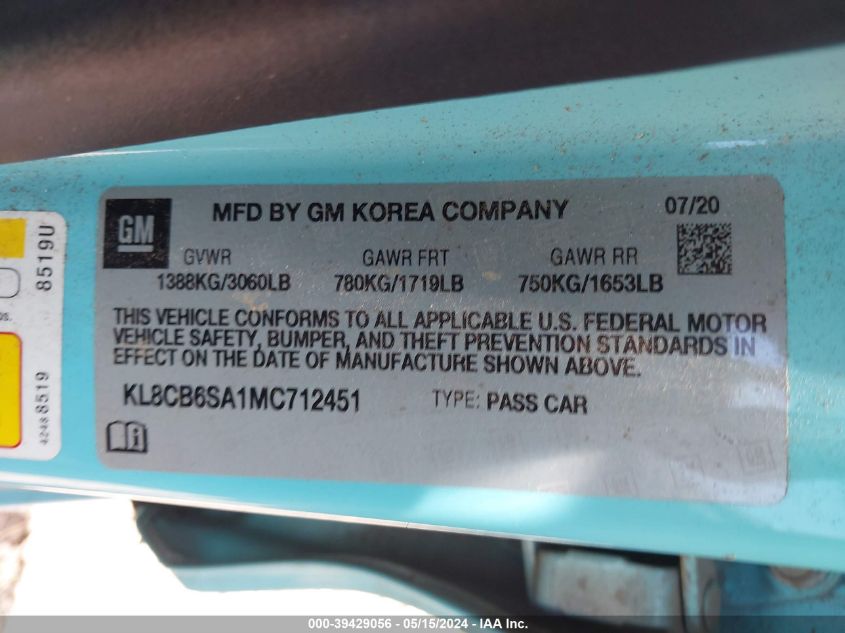 GM
MFD BY GM KOREA COMPANY 07/20
GVWR GAWR FRT GAWR RR
1388KG/3060LB 780KG/1719LB 750KG/1653LB
THIS VEHICLE CONFORMS TO ALL APPLICABLE U.S. FEDERAL MOTOR
VEHICLE SAFETY, BUMPER, AND THEFT PREVENTION STANDARDS IN
EFFECT ON THE DATE OF MANUFACTURE SHOWN ABOVE.
KL8CB6SA1MC712451 TYPE: PASS CAR
8519U
42488519
GM
000-39429056 - 05/15/2024 - IAA Inc.